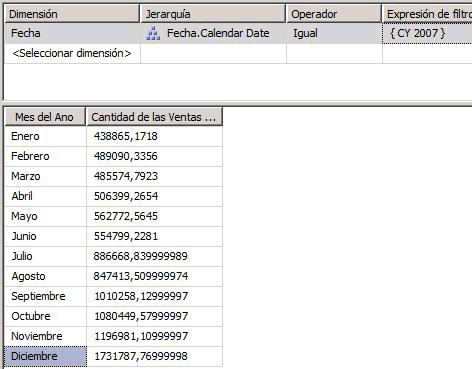 Dimensión Jerarquía Operador Expresión de filtro
Fecha Fecha.Calendar Date Igual { CY 2007 }
<Seleccionar dimensión>
Mes del Ano Cantidad de las Ventas ...
Enero 438865,1718
Febrero 489090,3356
Marzo 485574,7923
Abril 506399,2654
Mayo 562772,5645
Junio 554799,2281
Julio 886668,839999989
Agosto 847413,509999974
Septiembre 1010258,12999997
Octubre 1080449,57999997
Noviembre 1196981,10999997
Diciembre 1731787,76999998